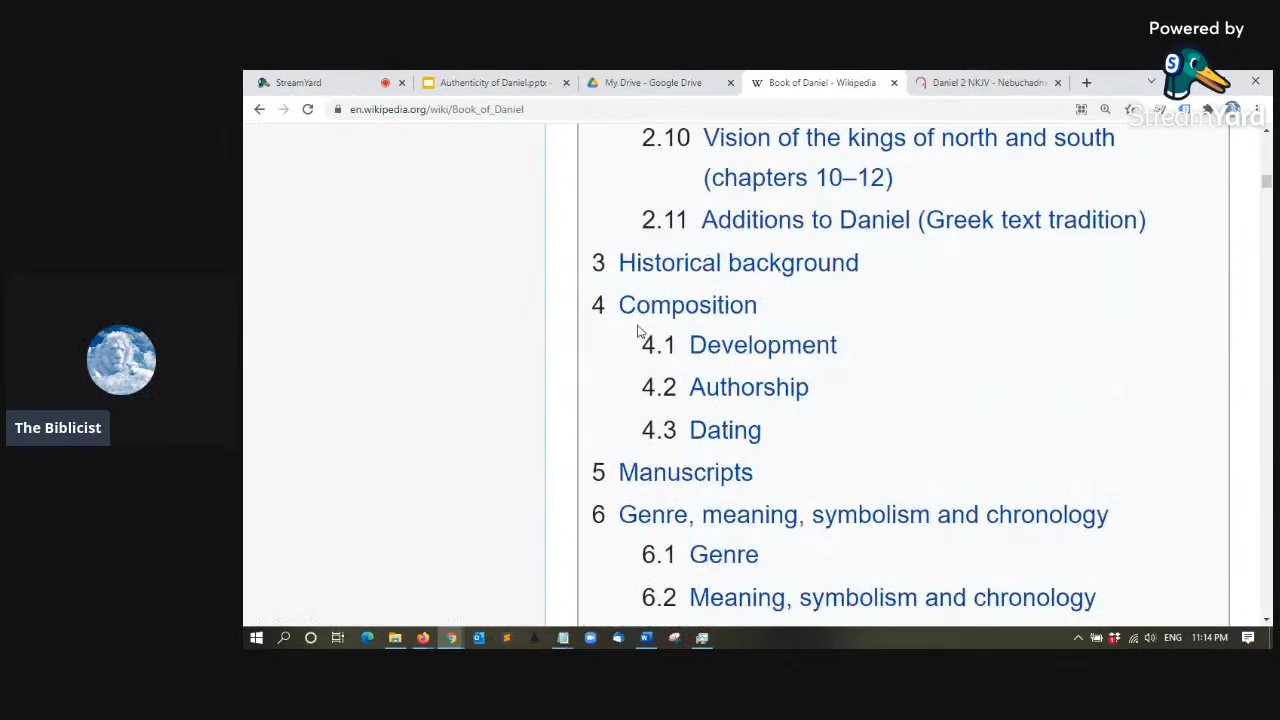 Powered by
S
StreamYard
StreamYard
Authenticity of Daniel.pptx -
My Drive - Google Drive
W Book of Daniel - Wikipedia
Daniel 2 NKJV - Nebuchadne
en.wikipedia.org/wiki/Book_of_Daniel
2.10 Vision of the kings of north and south
(chapters 10–12)
2.11 Additions to Daniel (Greek text tradition)
3 Historical background
4 Composition
4.1 Development
4.2 Authorship
4.3 Dating
5 Manuscripts
6 Genre, meaning, symbolism and chronology
6.1 Genre
6.2 Meaning, symbolism and chronology
The Biblicist
ENG 11:14 PM